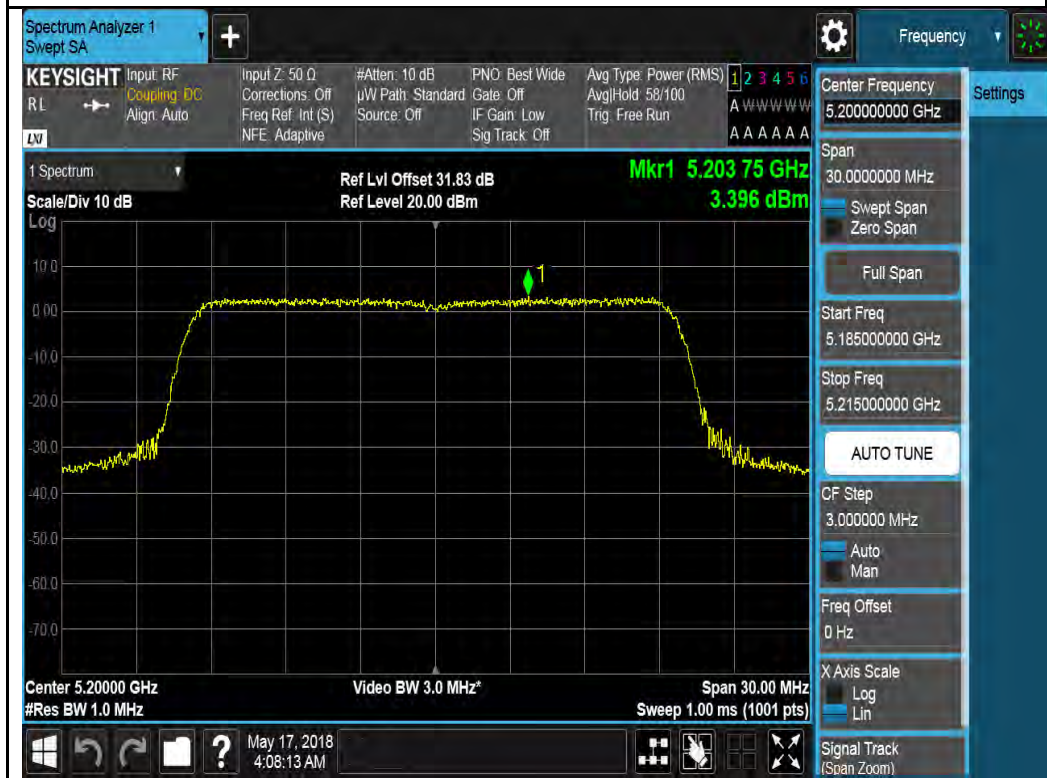 Spectrum Analyzer 1
Swept SA
+
Frequency
KEYSIGHT
RL
LXI
Input: RF
Coupling: DC
Align: Auto
Input Z: 50 Ω
Corrections: Off
Freq Ref: Int (S)
NFE: Adaptive
#Atten: 10 dB
µW Path: Standard
Source: Off
PNO: Best Wide
Gate: Off
IF Gain: Low
Sig Track: Off
Avg Type: Power (RMS)
Avg|Hold: 58/100
Trig: Free Run
1 2 3 4 5 6
A W W W W W
A A A A A A
1 Spectrum
Scale/Div 10 dB
Log
Ref Lvl Offset 31.83 dB
Ref Level 20.00 dBm
Mkr1 5.203 75 GHz
3.396 dBm
1
10.0
0.00
-10.0
-20.0
-30.0
-40.0
-50.0
-60.0
-70.0
Center 5.20000 GHz
#Res BW 1.0 MHz
Video BW 3.0 MHz*
Span 30.00 MHz
Sweep 1.00 ms (1001 pts)
?
May 17, 2018
4:08:13 AM
Center Frequency
5.200000000 GHz
Span
30.0000000 MHz
Swept Span
Zero Span
Full Span
Start Freq
5.185000000 GHz
Stop Freq
5.215000000 GHz
AUTO TUNE
CF Step
3.000000 MHz
Auto
Man
Freq Offset
0 Hz
X Axis Scale
Log
Lin
Signal Track
(Span Zoom)
Settings